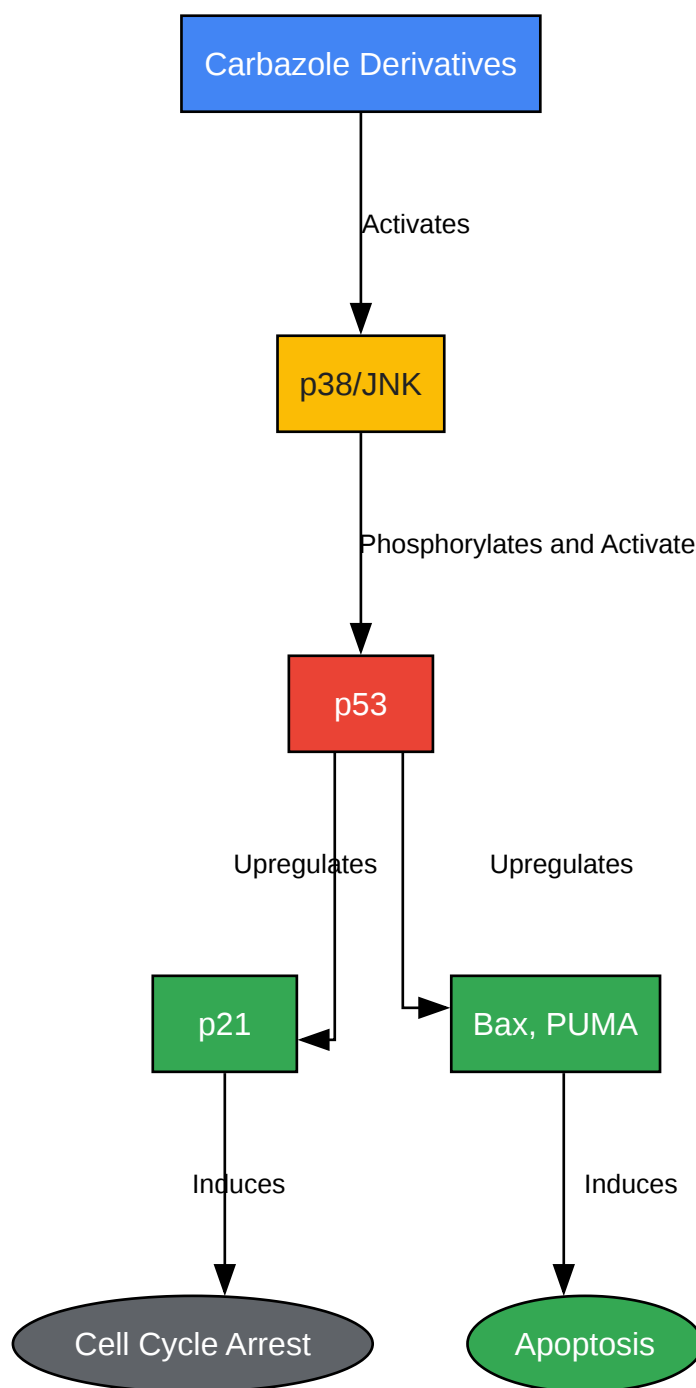 Carbazole Derivatives
Activates
p38/JNK
Phosphorylates and Activate
p53
Upregulates
Upregulates
p21
Bax, PUMA
Induces
Induces
Cell Cycle Arrest
Apoptosis